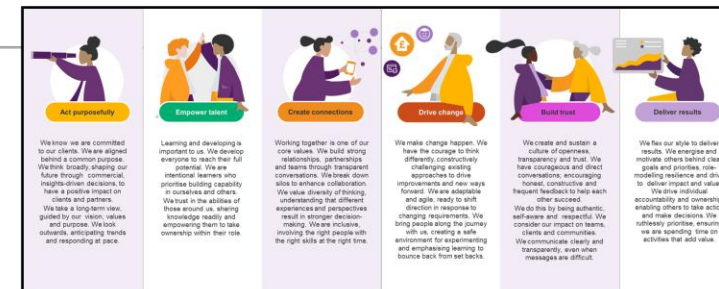 Act purposefully
We know we are committed
to our clients. We are aligned
behind a common purpose.
We think broadly, shaping our
future through commercial,
insights-driven decisions, to
have a positive impact on
clients and partners.
We take a long-term view,
guided by our vision, values
and purpose. We look
outwards, anticipating trends
and responding at pace.
Empower talent
Learning and developing is
important to us. We develop
everyone to reach their full
potential. We are
intentional learners who
prioritise building capability
in ourselves and others.
We trust in the abilities of
those around us, sharing
knowledge readily and
empowering them to take
ownership within their role.
Create connections
Working together is one of our
core values. We build strong
relationships, partnerships
and teams through transparent
conversations. We break down
silos to enhance collaboration.
We value diversity of thinking,
understanding that different
experiences and perspectives
result in stronger decision-
making. We are inclusive,
involving the right people with
the right skills at the right time.
£
Drive change
We make change happen. We
have the courage to think
differently, constructively
challenging existing
approaches to drive
improvements and new ways
forward. We are adaptable
and agile, ready to shift
direction in response to
changing requirements. We
bring people along the journey
with us, creating a safe
environment for experimenting
and emphasising learning to
bounce back from set backs.
Build trust
We create and sustain a
culture of openness,
transparency and trust. We
have courageous and direct
conversations; encouraging
honest, constructive and
frequent feedback to help each
other succeed.
We do this by being authentic,
self-aware and respectful. We
consider our impact on teams,
clients and communities.
We communicate clearly and
transparently, even when
messages are difficult.
Deliver results
We flex our style to deliver
results. We energise and
motivate others behind clea
goals and priorities, role-
modelling resilience and driv
to deliver impact and value
We drive individual
accountability and ownership
enabling others to take actio
and make decisions. We
ruthlessly prioritise, ensurin
we are spending time on
activities that add value.